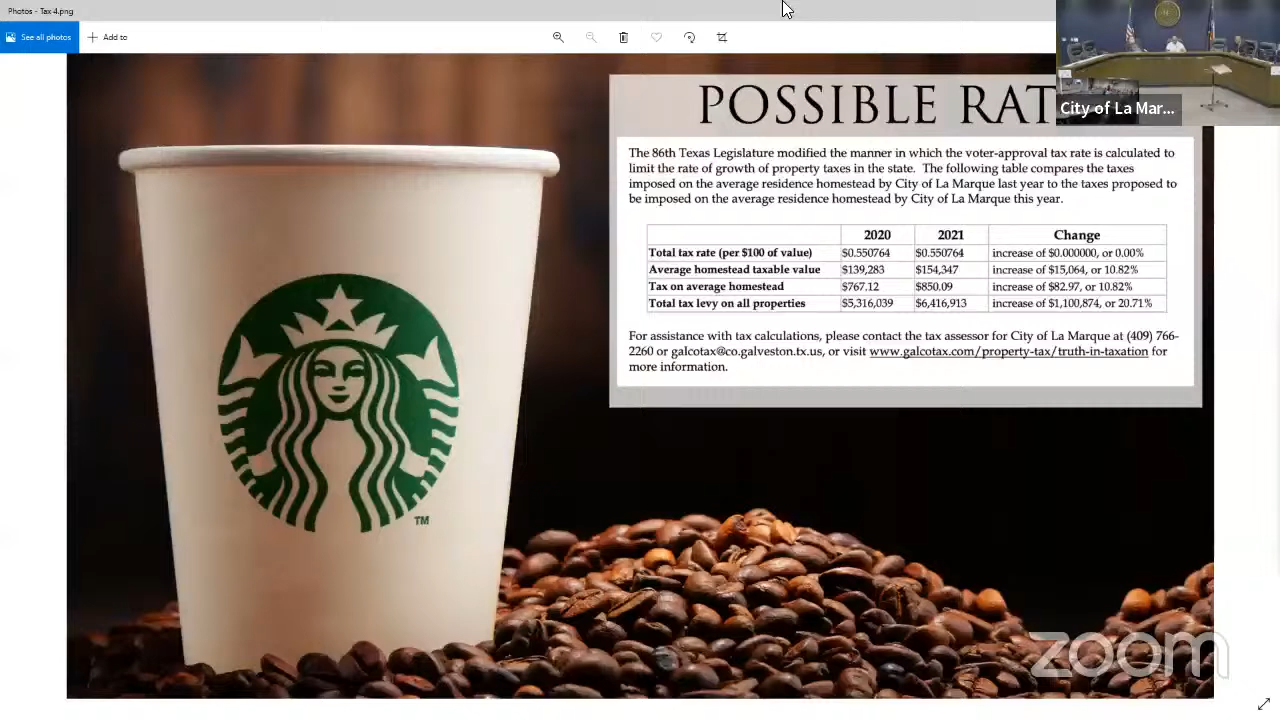 Photos - Tax 4.png
See all photos
Add to
City of La Mar...
POSSIBLE RAT
The 86th Texas Legislature modified the manner in which the voter-approval tax rate is calculated to
limit the rate of growth of property taxes in the state. The following table compares the taxes
imposed on the average residence homestead by City of La Marque last year to the taxes proposed to
be imposed on the average residence homestead by City of La Marque this year.
2020 2021 Change
Total tax rate (per $100 of value) $0.550764 $0.550764 increase of $0.000000, or 0.00%
Average homestead taxable value $139,283 $154,347 increase of $15,064, or 10.82%
Tax on average homestead $767.12 $850.09 increase of $82.97, or 10.82%
Total tax levy on all properties $5,316,039 $6,416,913 increase of $1,100,874, or 20.71%
For assistance with tax calculations, please contact the tax assessor for City of La Marque at (409) 766-
2260 or galcotax@co.galveston.tx.us, or visit www.galcotax.com/property-tax/truth-in-taxation for
more information.
TM
zoom